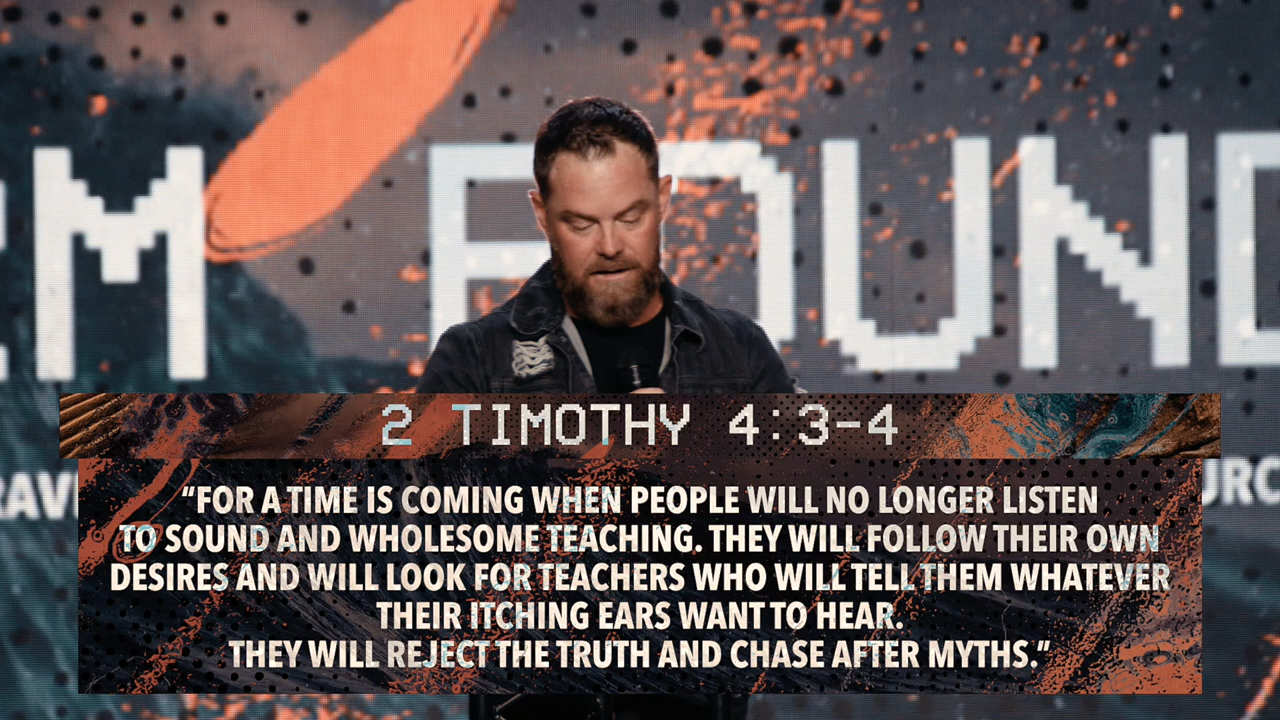 2 TIMOTHY 4:3-4
“FOR A TIME IS COMING WHEN PEOPLE WILL NO LONGER LISTEN
TO SOUND AND WHOLESOME TEACHING. THEY WILL FOLLOW THEIR OWN
DESIRES AND WILL LOOK FOR TEACHERS WHO WILL TELL THEM WHATEVER
THEIR ITCHING EARS WANT TO HEAR.
THEY WILL REJECT THE TRUTH AND CHASE AFTER MYTHS.”